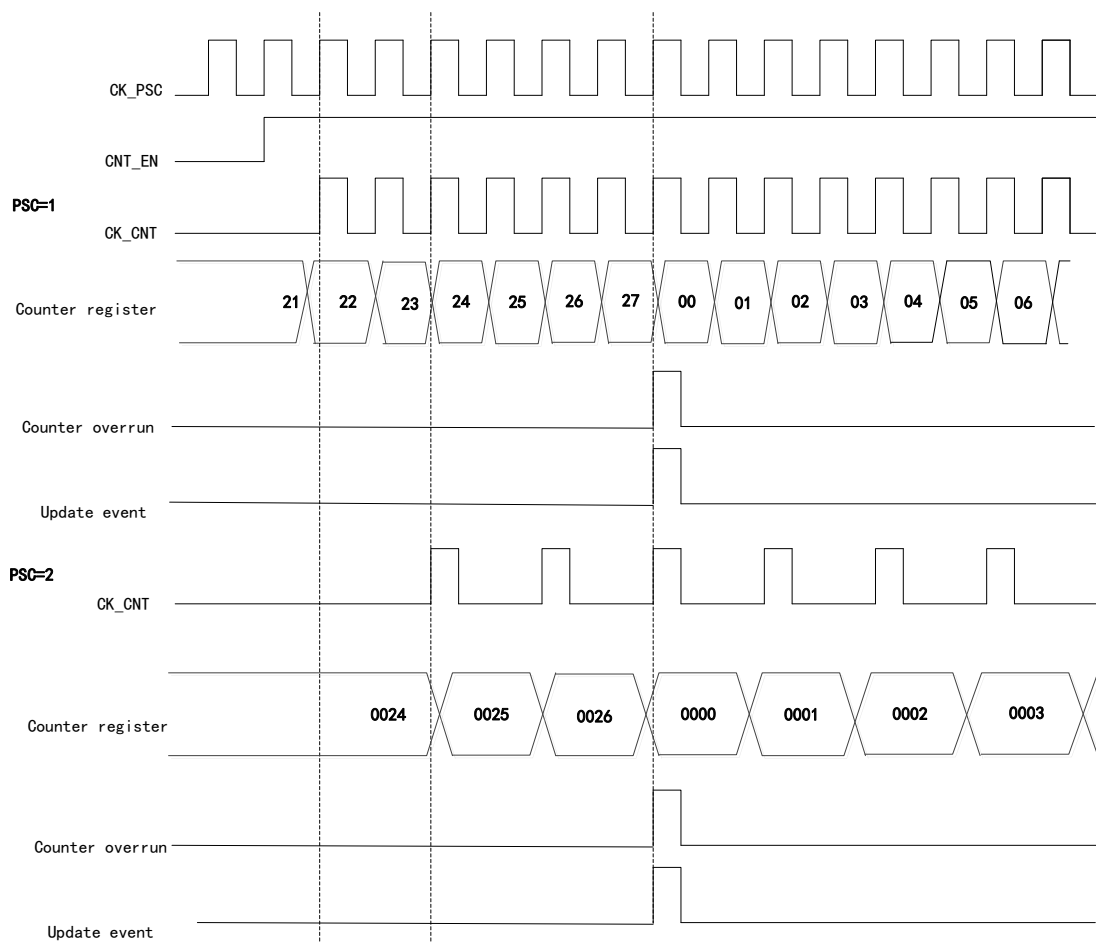 CK_PSC
CNT_EN
PSC=1
CK_CNT
Counter register 21 22 23 24 25 26 27 00 01 02 03 04 05 06
Counter overrun
Update event
PSC=2
CK_CNT
Counter register 0024 0025 0026 0000 0001 0002 0003
Counter overrun
Update event